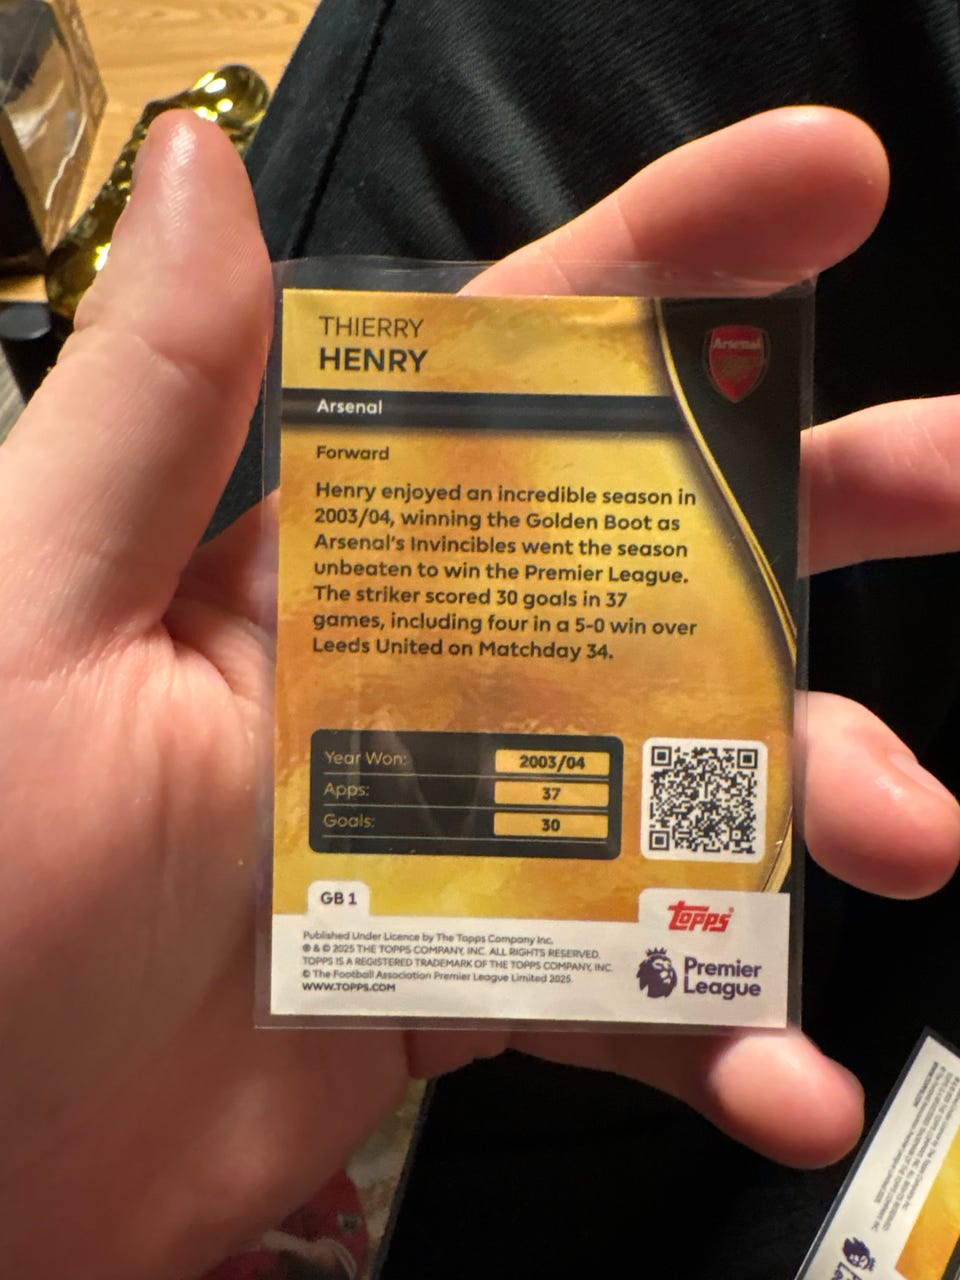 THIERRY
HENRY
Arsenal
Arsenal
Forward
Henry enjoyed an incredible season in
2003/04, winning the Golden Boot as
Arsenal's Invincibles went the season
unbeaten to win the Premier League.
The striker scored 30 goals in 37
games, including four in a 5-0 win over
Leeds United on Matchday 34.
Year Won: 2003/04
Apps: 37
Goals: 30
GB 1
topps®
Published Under Licence by The Topps Company Inc.
® & © 2025 THE TOPPS COMPANY, INC. ALL RIGHTS RESERVED.
TOPPS IS A REGISTERED TRADEMARK OF THE TOPPS COMPANY, INC.
© The Football Association Premier League Limited 2025.
WWW.TOPPS.COM
Premier
League